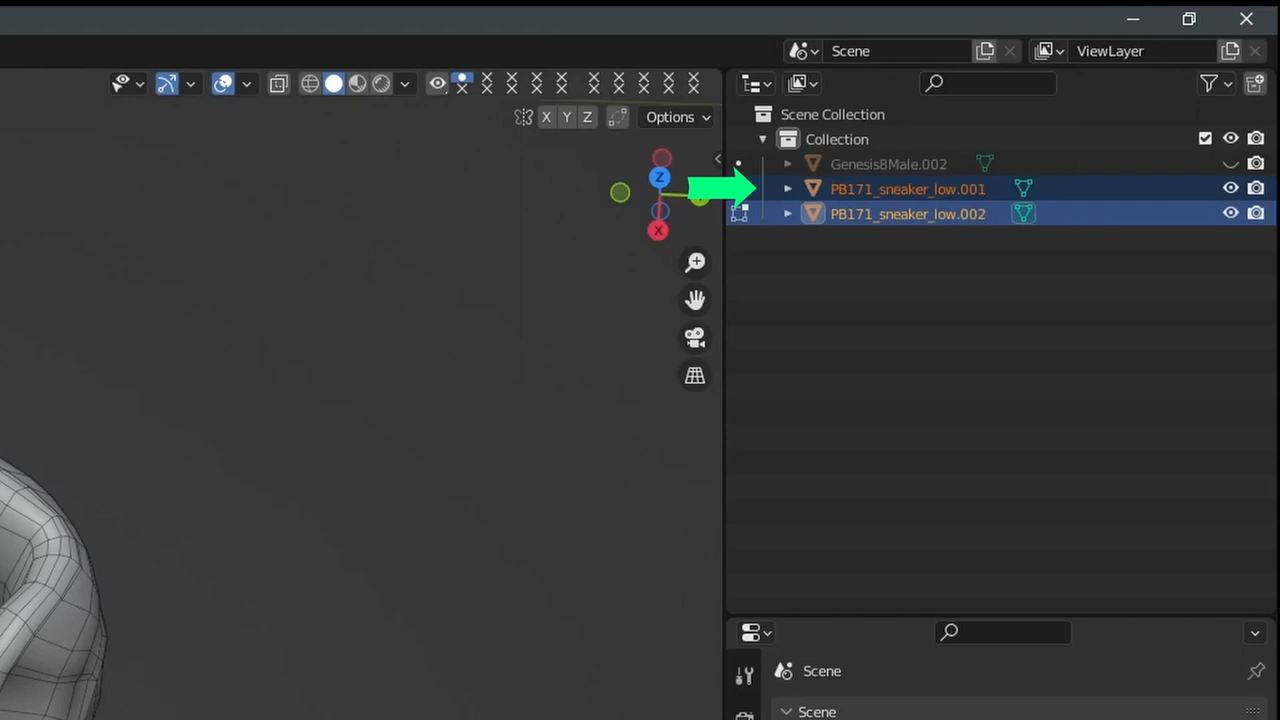 Scene
ViewLayer
X Y Z
Options
Scene Collection
Collection
Genesis8Male.002
PB171_sneaker_low.001
PB171_sneaker_low.002
Z
X
Scene
Scene